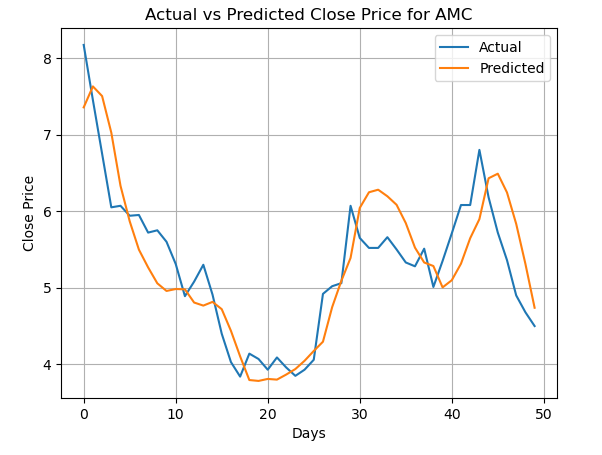 Actual vs Predicted Close Price for AMC
Actual
Predicted
Close Price
8
7
6
5
4
0 10 20 30 40 50
Days